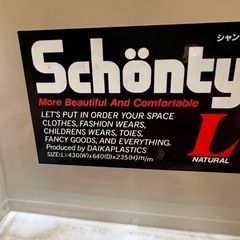 シャン
Schönty
More Beautiful And Comfortable
LET'S PUT IN ORDER YOUR SPACE
CLOTHES, FASHION WEARS,
CHILDRENS WEARS, TOIES,
FANCY GOODS, AND EVERYTHING.
Produced by DAIKAPLASTICS
SIZE/(L):430(W)x640(D)x235(H)m/m
L
NATURAL